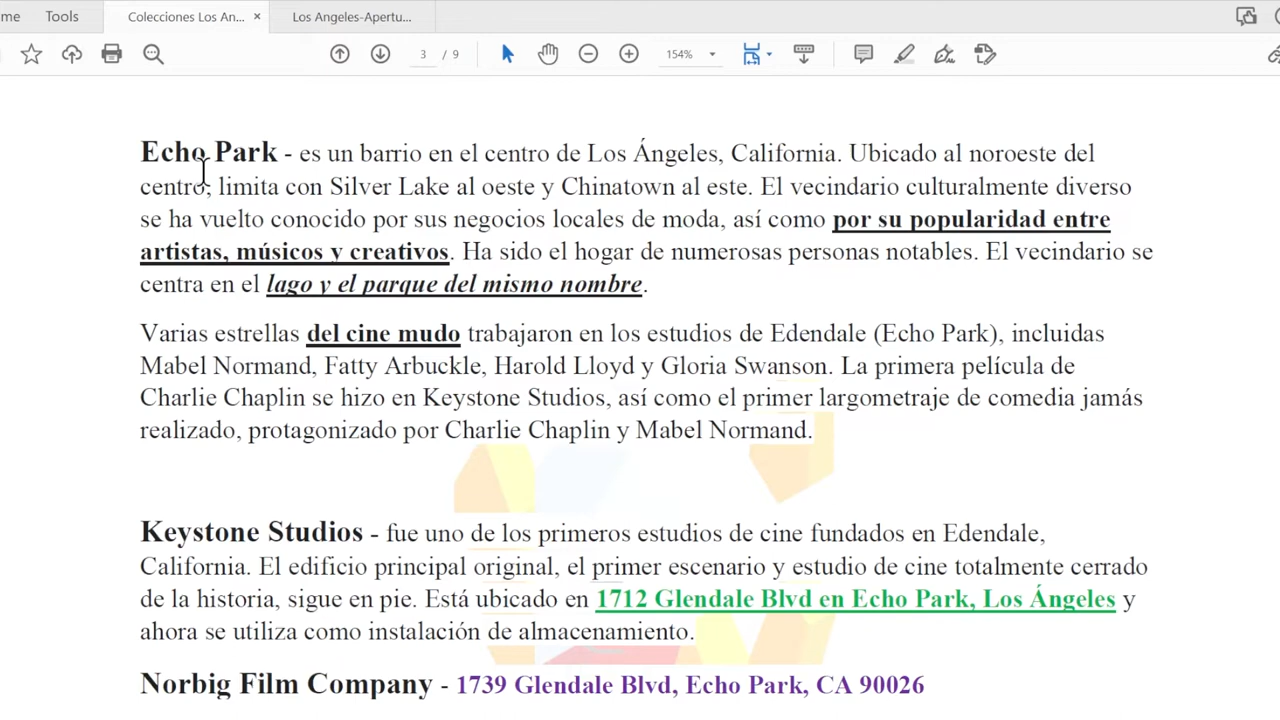 me Tools Colecciones Los An... × Los Angeles-Apertu...
3 / 9 154%
Echo Park - es un barrio en el centro de Los Ángeles, California. Ubicado al noroeste del
centro, limita con Silver Lake al oeste y Chinatown al este. El vecindario culturalmente diverso
se ha vuelto conocido por sus negocios locales de moda, así como por su popularidad entre
artistas, músicos y creativos. Ha sido el hogar de numerosas personas notables. El vecindario se
centra en el lago y el parque del mismo nombre.
Varias estrellas del cine mudo trabajaron en los estudios de Edendale (Echo Park), incluidas
Mabel Normand, Fatty Arbuckle, Harold Lloyd y Gloria Swanson. La primera película de
Charlie Chaplin se hizo en Keystone Studios, así como el primer largometraje de comedia jamás
realizado, protagonizado por Charlie Chaplin y Mabel Normand.
Keystone Studios - fue uno de los primeros estudios de cine fundados en Edendale,
California. El edificio principal original, el primer escenario y estudio de cine totalmente cerrado
de la historia, sigue en pie. Está ubicado en 1712 Glendale Blvd en Echo Park, Los Ángeles y
ahora se utiliza como instalación de almacenamiento.
Norbig Film Company - 1739 Glendale Blvd, Echo Park, CA 90026